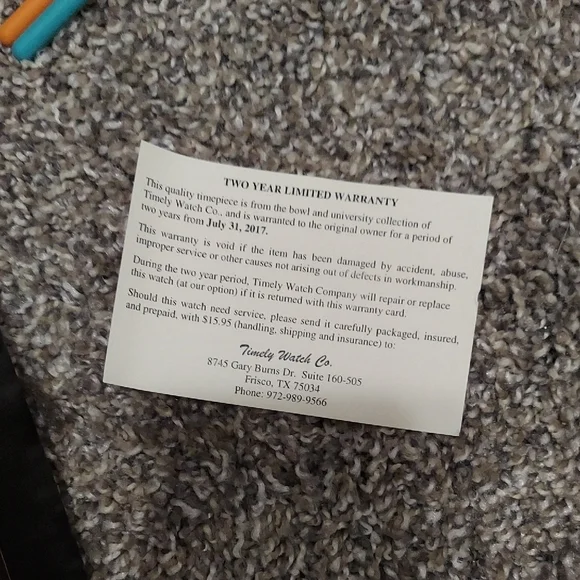 TWO YEAR LIMITED WARRANTY
This quality timepiece is from the bowl and university collection of
Timely Watch Co., and is warranted to the original owner for a period of
two years from July 31, 2017.
This warranty is void if the item has been damaged by accident, abuse,
improper service or other causes not arising out of defects in workmanship.
During the two year period, Timely Watch Company will repair or replace
this watch (at our option) if it is returned with this warranty card.
Should this watch need service, please send it carefully packaged, insured,
and prepaid, with $15.95 (handling, shipping and insurance) to:
Timely Watch Co.
8745 Gary Burns Dr. Suite 160-505
Frisco, TX 75034
Phone: 972-989-9566